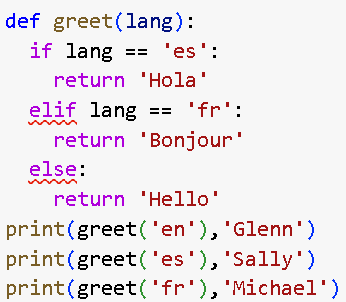 def greet(lang):
  if lang == 'es':
    return 'Hola'
  elif lang == 'fr':
    return 'Bonjour'
  else:
    return 'Hello'
print(greet('en'),'Glenn')
print(greet('es'),'Sally')
print(greet('fr'),'Michael')